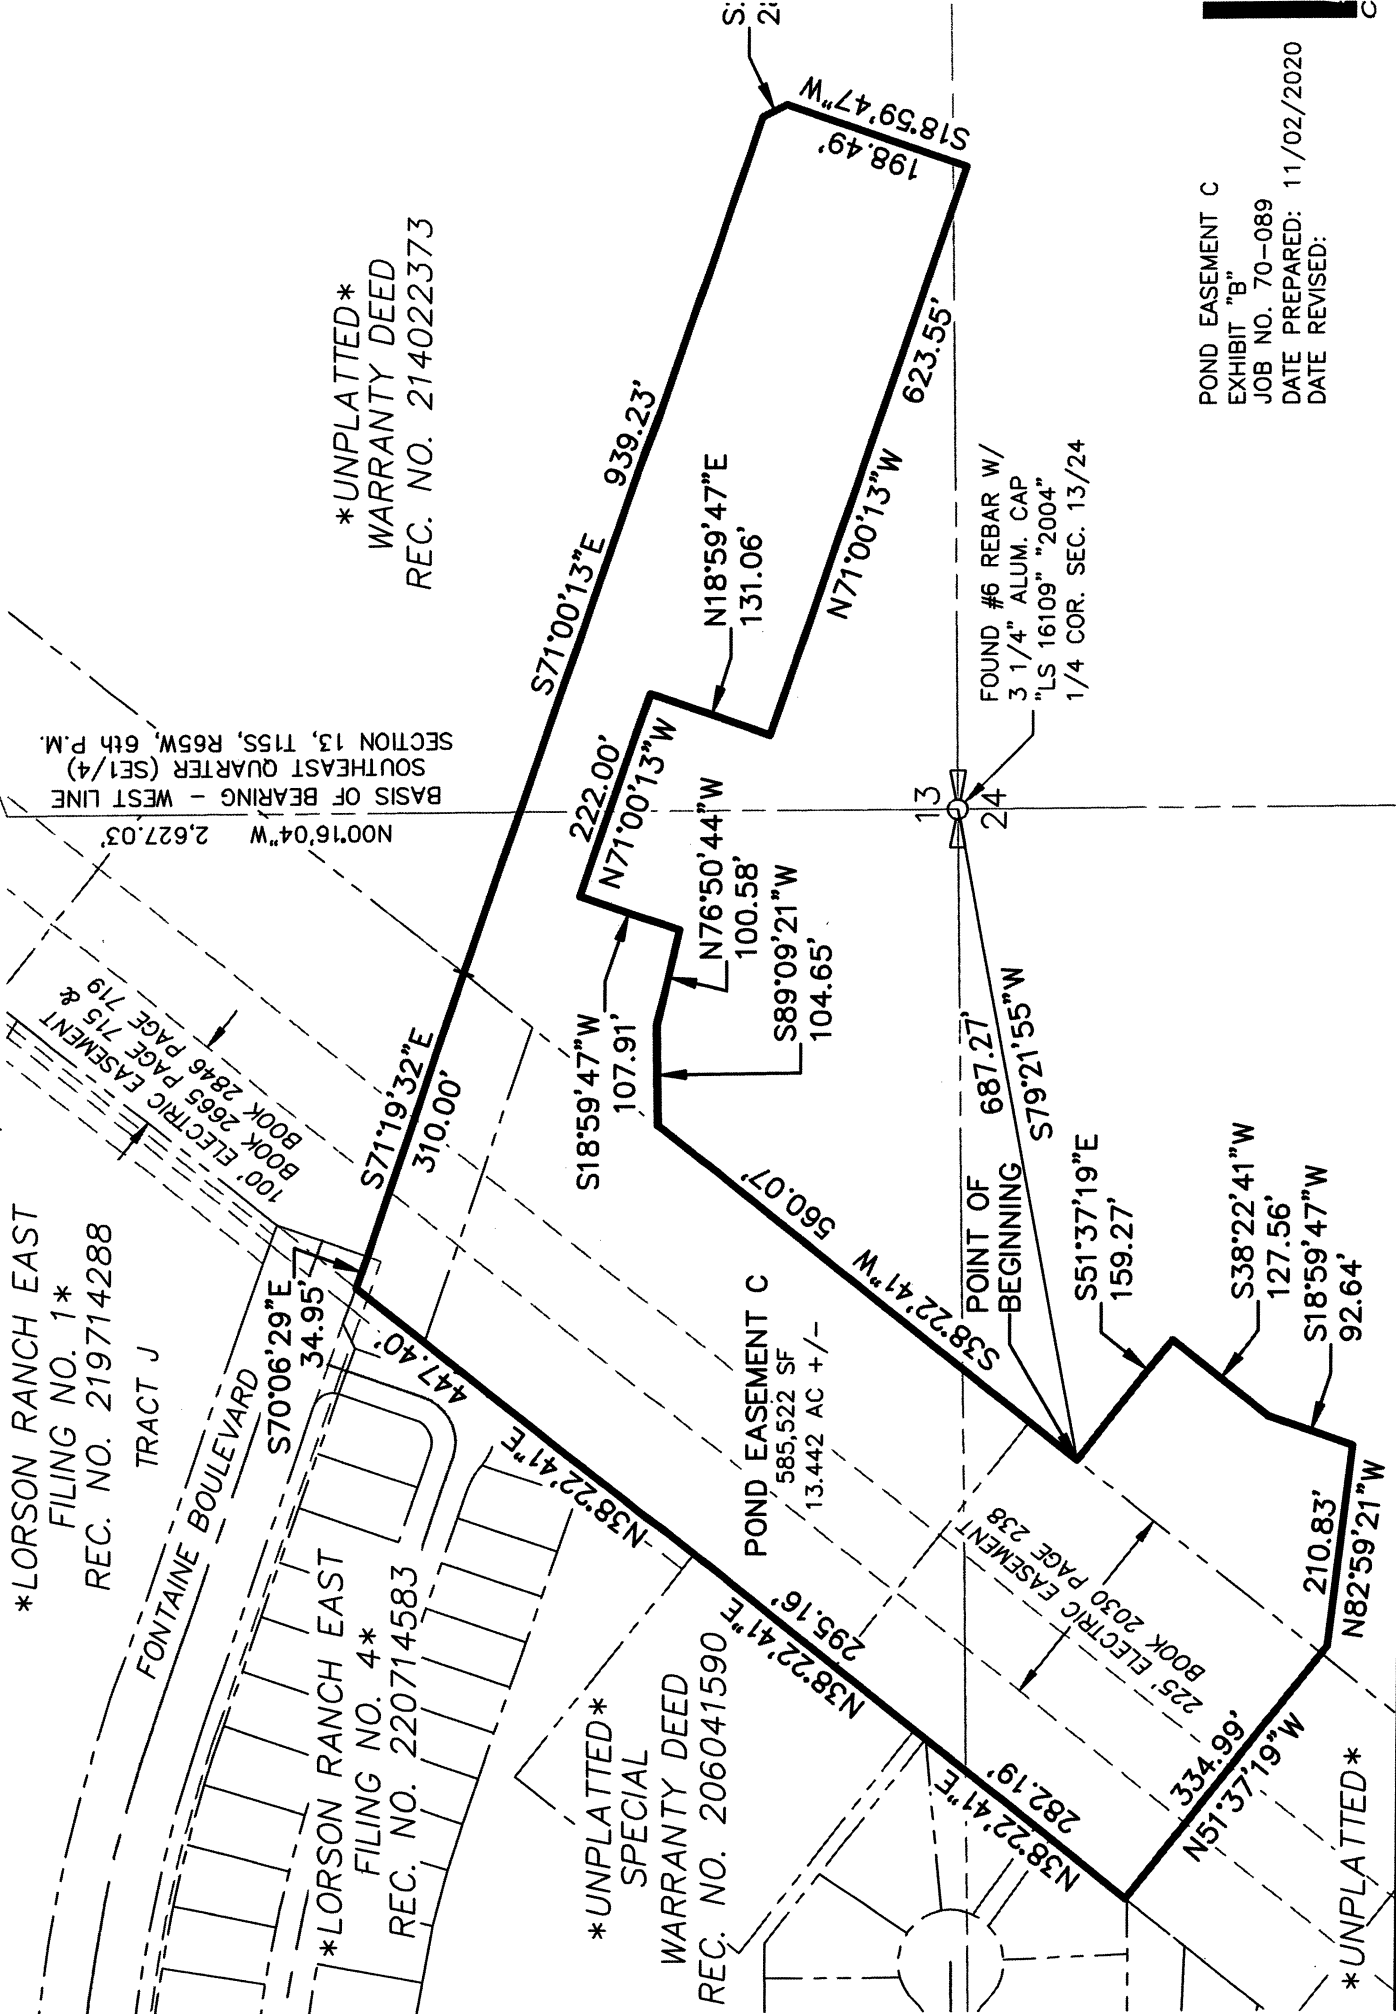 *LORSON RANCH EAST
FILING NO. 1*
REC. NO. 219714288
TRACT J
FONTAINE BOULEVARD
*LORSON RANCH EAST
FILING NO. 4*
REC. NO. 220714583
*UNPLATTED*
SPECIAL
WARRANTY DEED
REC. NO. 206041590
100' ELECTRIC EASEMENT
BOOK 2665 PAGE 715 &
BOOK 2846 PAGE 719
N00°16'04"W 2,627.03'
BASIS OF BEARING - WEST LINE
SOUTHEAST QUARTER (SE1/4)
SECTION 13, T15S, R65W, 6th P.M.
*UNPLATTED*
WARRANTY DEED
REC. NO. 214022373
S70°06'29"E
34.95'
S71°19'32"E
310.00'
S71°00'13"E
939.23'
S18°59'47"W
198.49'
N71°00'13"W
623.55'
N18°59'47"E
131.06'
222.00'
N71°00'13"W
S18°59'47"W
107.91'
N76°50'44"W
100.58'
S89°09'21"W
104.65'
S38°22'41"W 560.07'
POINT OF
BEGINNING
687.27'
S79°21'55"W
13
24
FOUND #6 REBAR W/
3 1/4" ALUM. CAP
"LS 16109" "2004"
1/4 COR. SEC. 13/24
S51°37'19"E
159.27'
S38°22'41"W
127.56'
S18°59'47"W
92.64'
210.83'
N82°59'21"W
334.99'
N51°37'19"W
N38°22'41"E
282.19'
N38°22'41"E
295.16'
N38°22'41"E
447.40'
POND EASEMENT C
585,522 SF
13.442 AC +/-
225' ELECTRIC EASEMENT
BOOK 2030 PAGE 238
*UNPLATTED*
POND EASEMENT C
EXHIBIT "B"
JOB NO. 70-089
DATE PREPARED: 11/02/2020
DATE REVISED: